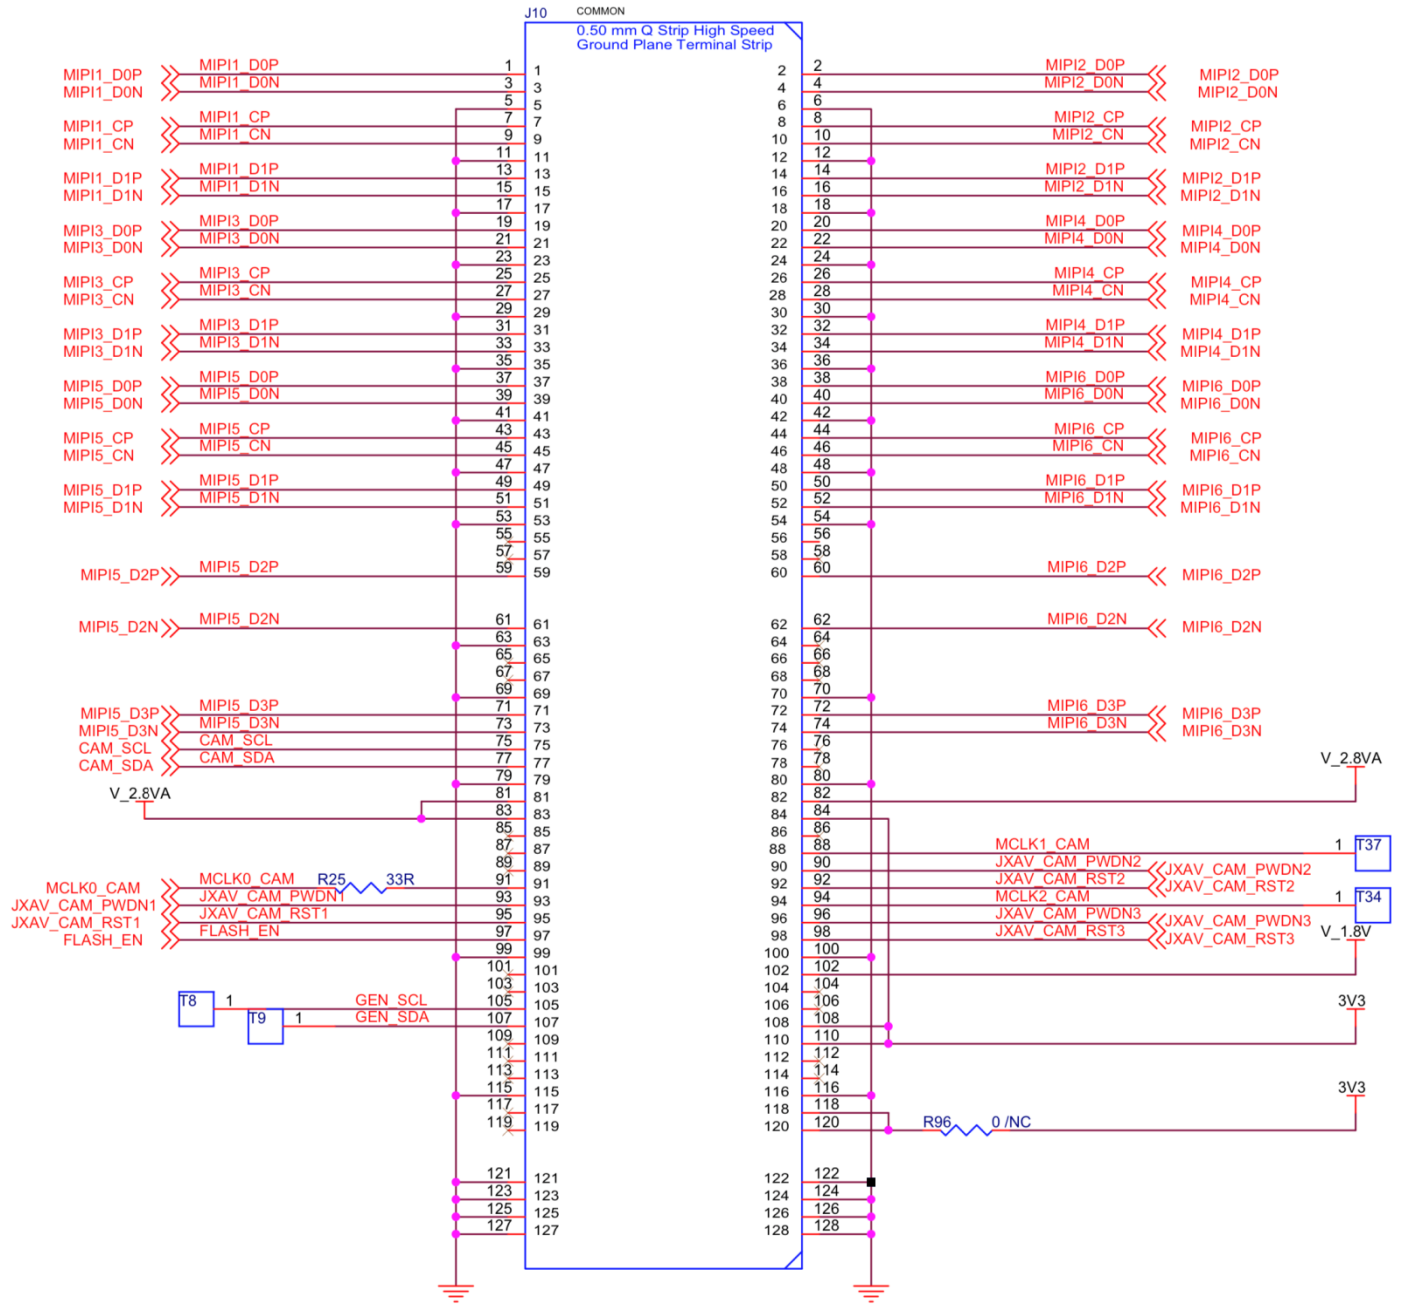 J10 COMMON
0.50 mm Q Strip High Speed
Ground Plane Terminal Strip
MIPI1_D0P MIPI1_D0P 1 1 2 2 MIPI2_D0P MIPI2_D0P
MIPI1_D0N MIPI1_D0N 3 3 4 4 MIPI2_D0N MIPI2_D0N
5 5 6 6
MIPI1_CP MIPI1_CP 7 7 8 8 MIPI2_CP MIPI2_CP
MIPI1_CN MIPI1_CN 9 9 10 10 MIPI2_CN MIPI2_CN
11 11 12 12
MIPI1_D1P MIPI1_D1P 13 13 14 14 MIPI2_D1P MIPI2_D1P
MIPI1_D1N MIPI1_D1N 15 15 16 16 MIPI2_D1N MIPI2_D1N
17 17 18 18
MIPI3_D0P MIPI3_D0P 19 19 20 20 MIPI4_D0P MIPI4_D0P
MIPI3_D0N MIPI3_D0N 21 21 22 22 MIPI4_D0N MIPI4_D0N
23 23 24 24
MIPI3_CP MIPI3_CP 25 25 26 26 MIPI4_CP MIPI4_CP
MIPI3_CN MIPI3_CN 27 27 28 28 MIPI4_CN MIPI4_CN
29 29 30 30
MIPI3_D1P MIPI3_D1P 31 31 32 32 MIPI4_D1P MIPI4_D1P
MIPI3_D1N MIPI3_D1N 33 33 34 34 MIPI4_D1N MIPI4_D1N
35 35 36 36
MIPI5_D0P MIPI5_D0P 37 37 38 38 MIPI6_D0P MIPI6_D0P
MIPI5_D0N MIPI5_D0N 39 39 40 40 MIPI6_D0N MIPI6_D0N
41 41 42 42
MIPI5_CP MIPI5_CP 43 43 44 44 MIPI6_CP MIPI6_CP
MIPI5_CN MIPI5_CN 45 45 46 46 MIPI6_CN MIPI6_CN
47 47 48 48
MIPI5_D1P MIPI5_D1P 49 49 50 50 MIPI6_D1P MIPI6_D1P
MIPI5_D1N MIPI5_D1N 51 51 52 52 MIPI6_D1N MIPI6_D1N
53 53 54 54
55 55 56 56
57 57 58 58
MIPI5_D2P MIPI5_D2P 59 59 60 60 MIPI6_D2P MIPI6_D2P
MIPI5_D2N MIPI5_D2N 61 61 62 62 MIPI6_D2N MIPI6_D2N
63 63 64 64
65 65 66 66
67 67 68 68
69 69 70 70
MIPI5_D3P MIPI5_D3P 71 71 72 72 MIPI6_D3P MIPI6_D3P
MIPI5_D3N MIPI5_D3N 73 73 74 74 MIPI6_D3N MIPI6_D3N
CAM_SCL CAM_SCL 75 75 76 76
CAM_SDA CAM_SDA 77 77 78 78 V_2.8VA
79 79 80 80
V_2.8VA 81 81 82 82
83 83 84 84
85 85 86 86
87 87 88 88 MCLK1_CAM 1 T37
89 89 90 90 JXAV_CAM_PWDN2 JXAV_CAM_PWDN2
MCLK0_CAM MCLK0_CAM R25 33R 91 91 92 92 JXAV_CAM_RST2 JXAV_CAM_RST2
JXAV_CAM_PWDN1 JXAV_CAM_PWDN1 93 93 94 94 MCLK2_CAM 1 T34
JXAV_CAM_RST1 JXAV_CAM_RST1 95 95 96 96 JXAV_CAM_PWDN3 JXAV_CAM_PWDN3
FLASH_EN FLASH_EN 97 97 98 98 JXAV_CAM_RST3 JXAV_CAM_RST3 V_1.8V
99 99 100 100
101 101 102 102
103 103 104 104
T8 1 GEN_SCL 105 105 106 106 3V3
T9 1 GEN_SDA 107 107 108 108
109 109 110 110
111 111 112 112
113 113 114 114
115 115 116 116 3V3
117 117 118 118
119 119 120 120 R96 0 /NC
121 121 122 122
123 123 124 124
125 125 126 126
127 127 128 128